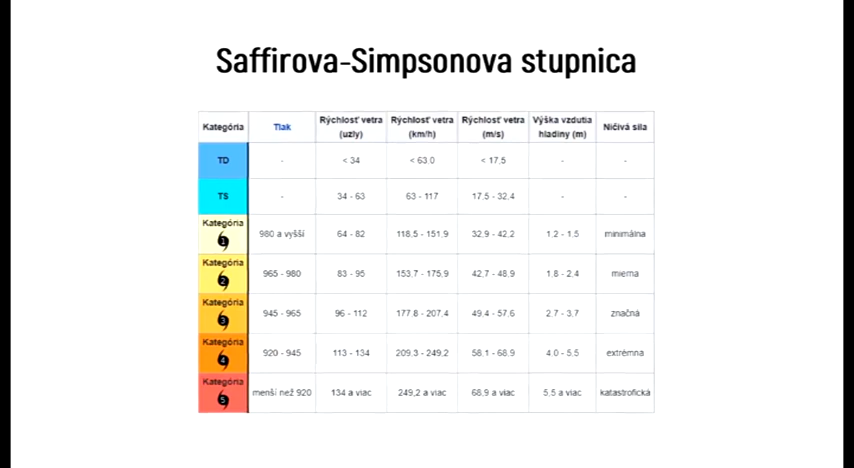 Saffirova-Simpsonova stupnica
Kategória Tlak Rýchlosť vetra (uzly) Rýchlosť vetra (km/h) Rýchlosť vetra (m/s) Výška vzdutia hladiny (m) Ničivá sila
TD - < 34 < 63.0 < 17.5 - -
TS - 34 - 63 63 - 117 17.5 - 32.4 - -
Kategória 1 980 a vyšší 64 - 82 118.5 - 151.9 32.9 - 42.2 1.2 - 1.5 minimálna
Kategória 2 965 - 980 83 - 95 153.7 - 175.9 42.7 - 48.9 1.8 - 2.4 mierna
Kategória 3 945 - 965 96 - 112 177.8 - 207.4 49.4 - 57.6 2.7 - 3.7 značná
Kategória 4 920 - 945 113 - 134 209.3 - 249.2 58.1 - 68.9 4.0 - 5.5 extrémna
Kategória 5 menší než 920 134 a viac 249,2 a viac 68,9 a viac 5,5 a viac katastrofická